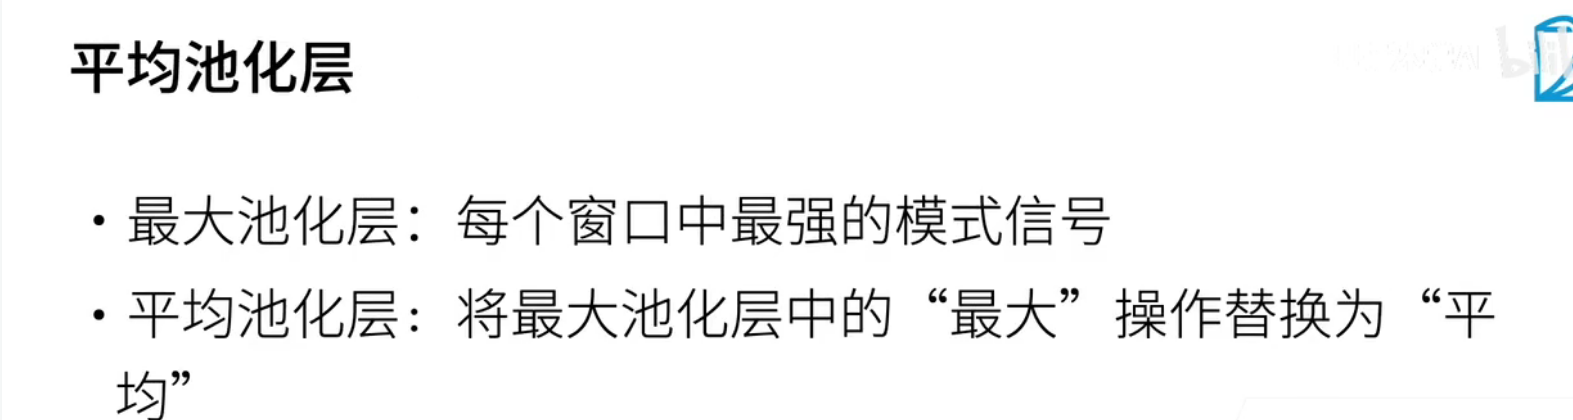 平均池化层
• 最大池化层：每个窗口中最强的模式信号
• 平均池化层：将最大池化层中的“最大”操作替换为“平
均”